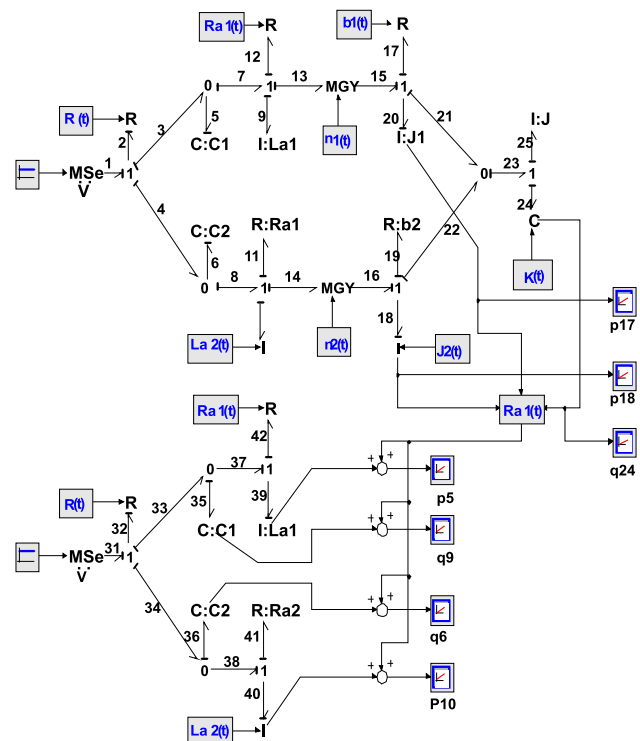 Ra 1(t) R b1(t) R
12 17
0 7 1 13 MGY 15 1
3 5 9 20 21
R (t) R C:C1 I:La1 n1(t) I:J1 I:J
2 25
MSe 1 1 0 23 1
V
4 24
C:C2 R:Ra1 R:b2 22 C
6 11 19
0 8 1 14 MGY 16 1 K(t)
18 p17
La 2(t) I n2(t) I J2(t)
p18
Ra 1(t) R Ra 1(t)
42 q24
0 37 1 + +
33 35 39 p5
R(t) R + +
32 C:C1 I:La1 q9
MSe 31 1
V
34 C:C2 R:Ra2 + +
36 41 q6
0 38 1
40 + +
La 2(t) I P10